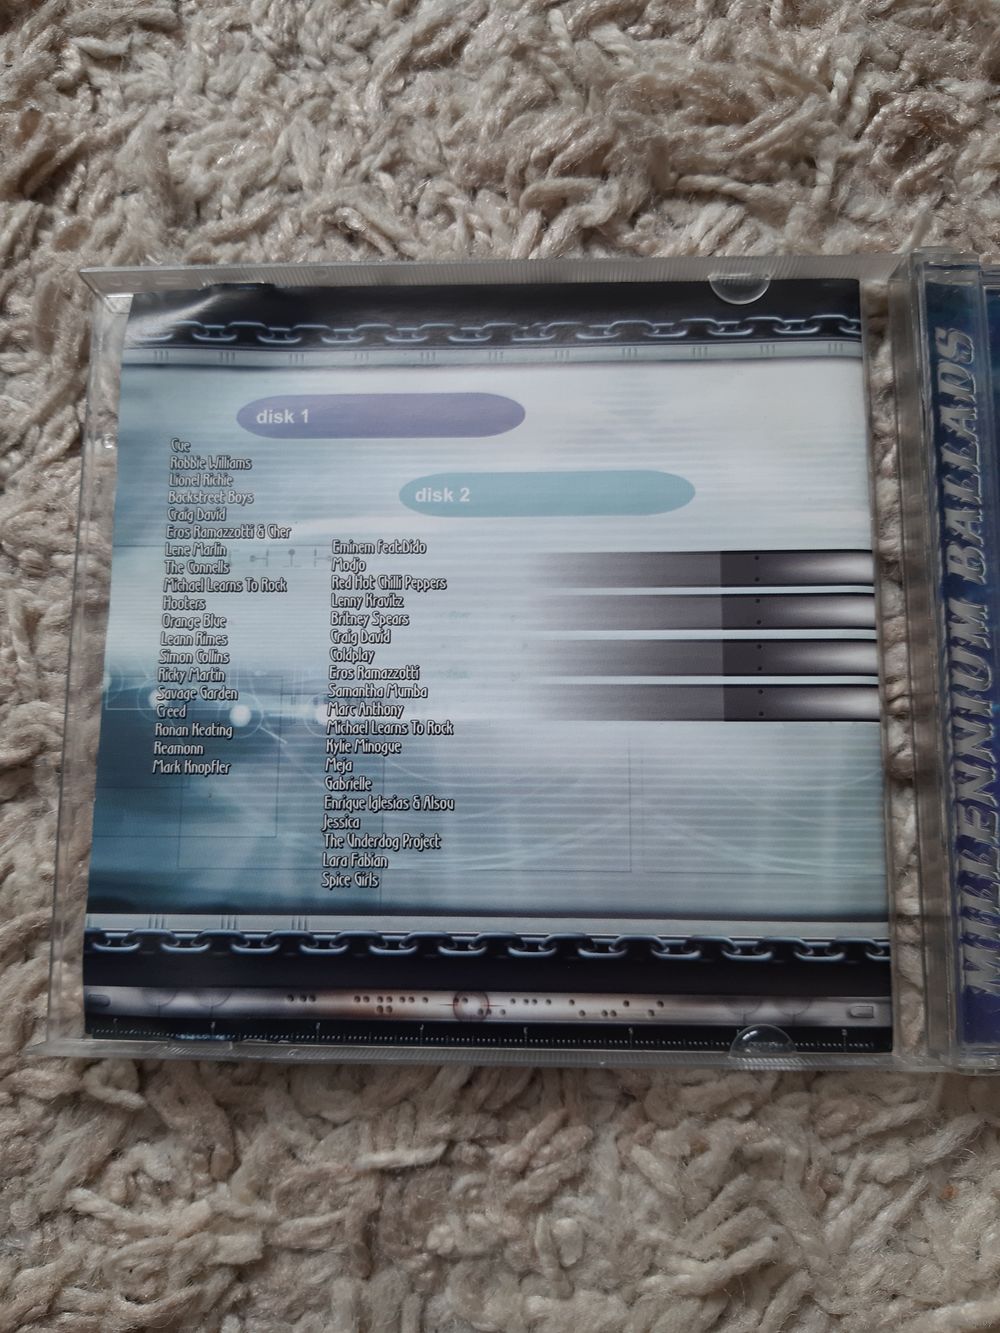 disk 1
Cue
Robbie Williams
Lionel Richie
Backstreet Boys
Craig David
Eros Ramazzotti & Cher
Lene Marlin
The Connells
Michael Learns To Rock
Hooters
Orange Blue
Leann Rimes
Simon Collins
Ricky Martin
Savage Garden
Creed
Ronan Keating
Reamonn
Mark Knopfler
disk 2
Eminem feat.Dido
Modjo
Red Hot Chilli Peppers
Lenny Kravitz
Britney Spears
Craig David
Coldplay
Eros Ramazzotti
Samantha Mumba
Marc Anthony
Michael Learns To Rock
Kylie Minogue
Meja
Gabrielle
Enrique Iglesias & Alsou
Jessica
The Underdog Project
Lara Fabian
Spice Girls
MILLENNIUM BALLADS